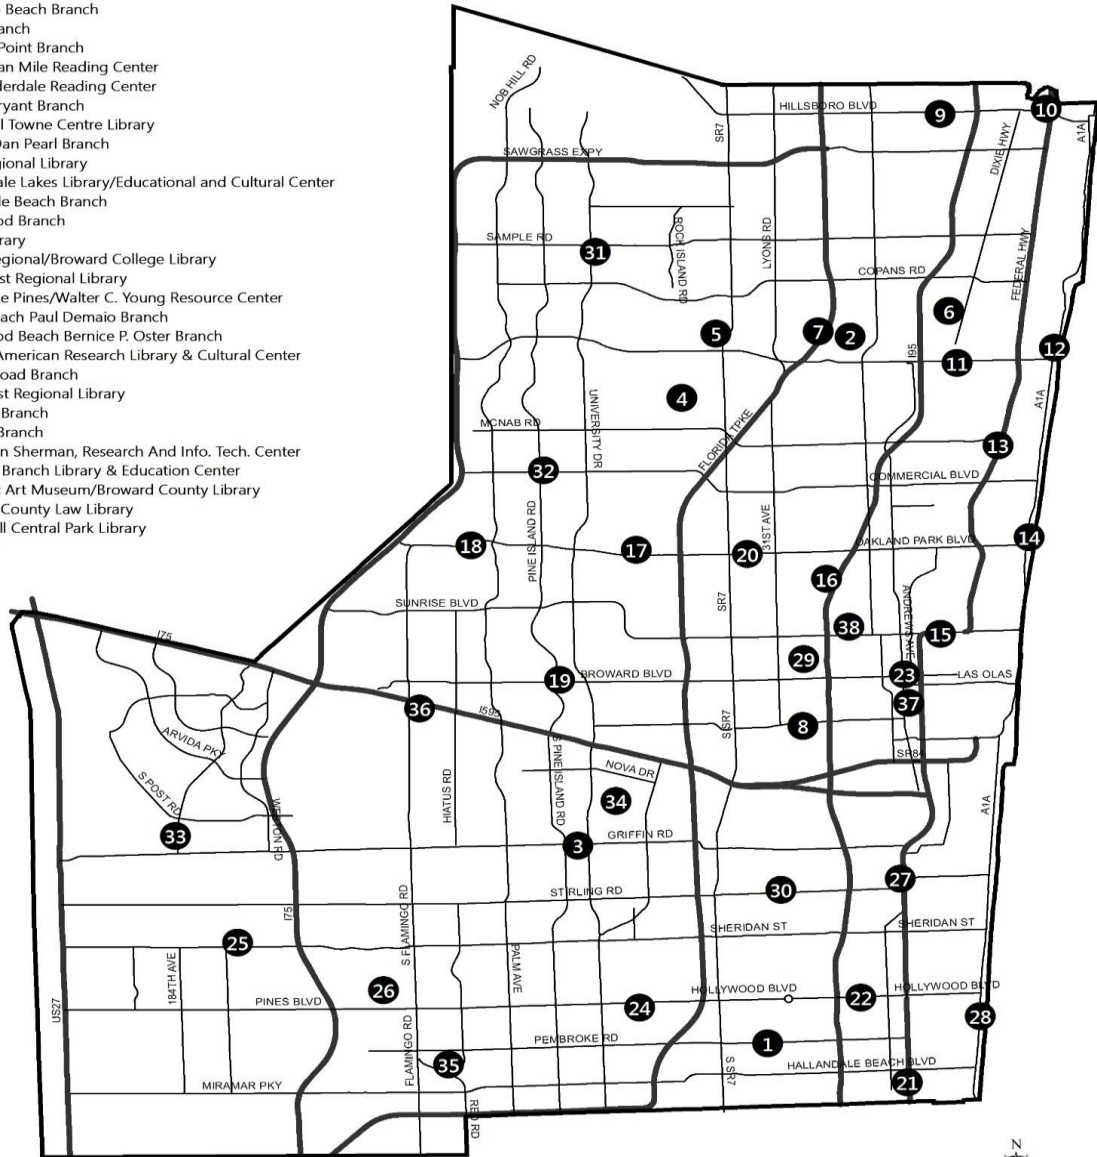 Beach Branch
anch
Point Branch
an Mile Reading Center
derdale Reading Center
ryant Branch
l Towne Centre Library
Dan Pearl Branch
gional Library
ale Lakes Library/Educational and Cultural Center
le Beach Branch
od Branch
rary
egional/Broward College Library
st Regional Library
e Pines/Walter C. Young Resource Center
ach Paul Demaio Branch
od Beach Bernice P. Oster Branch
American Research Library & Cultural Center
oad Branch
st Regional Library
Branch
Branch
n Sherman, Research And Info. Tech. Center
Branch Library & Education Center
Art Museum/Broward County Library
County Law Library
ll Central Park Library
NOB HILL RD
HILLSBORO BLVD
9
10
SR7
A1A
DIXIE HWY
SAWGRASS EXPY
ROCK ISLAND RD
LYONS RD
SAMPLE RD
31
FEDERAL HWY
COPANS RD
6
5
7
2
I95
12
11
4
UNIVERSITY DR
A1A
MCNAB RD
FLORIDA TPKE
13
32
COMMERCIAL BLVD
PINE ISLAND RD
31ST AVE
18
17
20
OAKLAND PARK BLVD
14
16
SR7
ANDREWS AVE
SUNRISE BLVD
38
15
I75
29
19
BROWARD BLVD
23
LAS OLAS
36
I595
37
S SR7
8
ARVIDA PKY
SR84
S POST RD
WESTON RD
HIATUS RD
S PINE ISLAND RD
NOVA DR
34
A1A
33
3
GRIFFIN RD
27
STIRLING RD
30
I75
S FLAMINGO RD
SHERIDAN ST
SHERIDAN ST
25
184TH AVE
PALM AVE
US27
26
PINES BLVD
24
HOLLYWOOD BLVD
22
HOLLYWOOD BLVD
28
FLAMINGO RD
PEMBROKE RD
1
35
S SR7
HALLANDALE BEACH BLVD
21
MIRAMAR PKY
RED RD
N